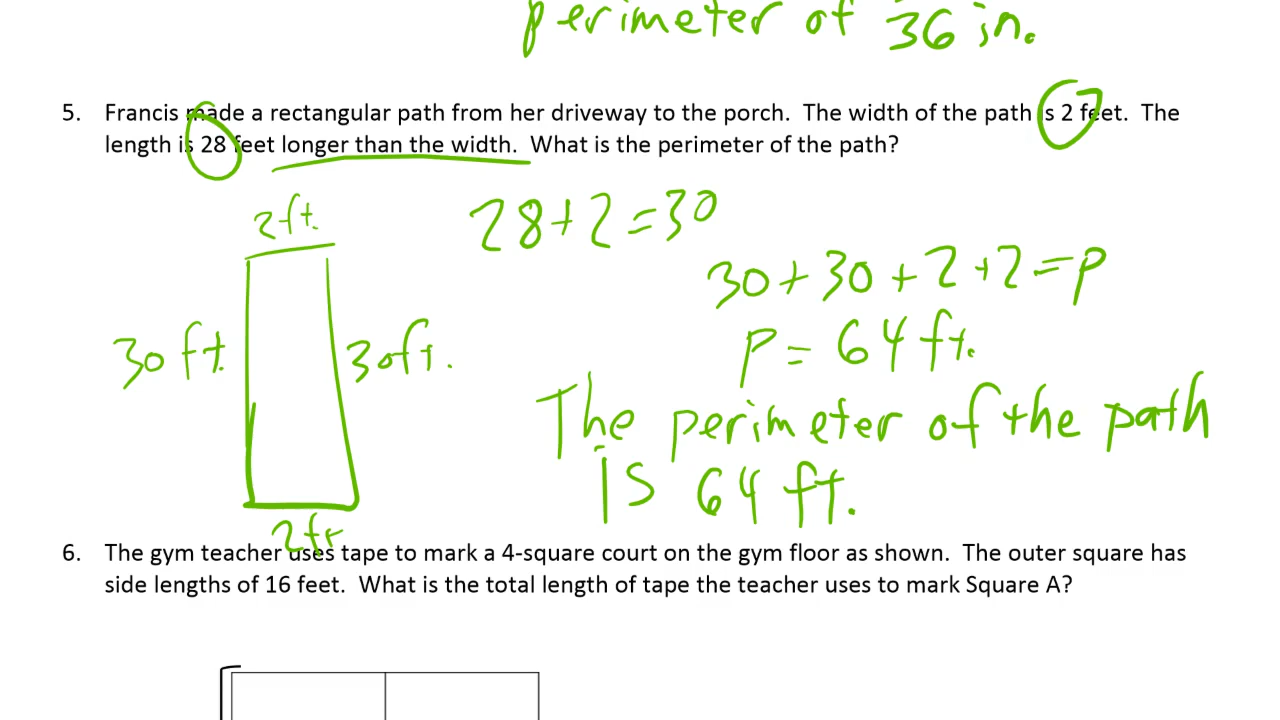 perimeter of 36 in.
5. Francis made a rectangular path from her driveway to the porch. The width of the path is 2 feet. The
length is 28 feet longer than the width. What is the perimeter of the path?
2ft.
28+2=30
30+30+2+2=P
30ft.
30ft.
P=64ft.
The perimeter of the path
is 64 ft.
2ft
6. The gym teacher uses tape to mark a 4-square court on the gym floor as shown. The outer square has
side lengths of 16 feet. What is the total length of tape the teacher uses to mark Square A?